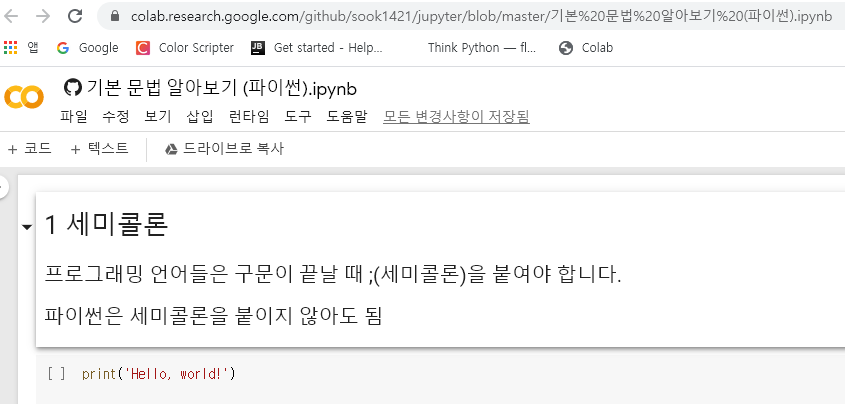 colab.research.google.com/github/sook1421/jupyter/blob/master/기본%20문법%20알아보기%20(파이썬).ipynb
앱 Google Color Scripter Get started - Help... Think Python — fl... Colab
기본 문법 알아보기 (파이썬).ipynb
파일 수정 보기 삽입 런타임 도구 도움말 모든 변경사항이 저장됨
+ 코드 + 텍스트 드라이브로 복사
1 세미콜론
프로그래밍 언어들은 구문이 끝날 때 ;(세미콜론)을 붙여야 합니다.
파이썬은 세미콜론을 붙이지 않아도 됨
[ ] print('Hello, world!')